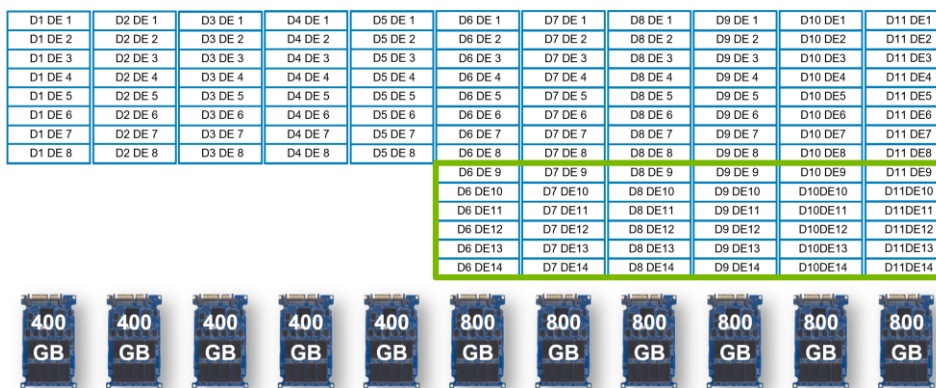 D1 DE 1 D2 DE 1 D3 DE 1 D4 DE 1 D5 DE 1 D6 DE 1 D7 DE 1 D8 DE 1 D9 DE 1 D10 DE1 D11 DE1
D1 DE 2 D2 DE 2 D3 DE 2 D4 DE 2 D5 DE 2 D6 DE 2 D7 DE 2 D8 DE 2 D9 DE 2 D10 DE2 D11 DE2
D1 DE 3 D2 DE 3 D3 DE 3 D4 DE 3 D5 DE 3 D6 DE 3 D7 DE 3 D8 DE 3 D9 DE 3 D10 DE3 D11 DE3
D1 DE 4 D2 DE 4 D3 DE 4 D4 DE 4 D5 DE 4 D6 DE 4 D7 DE 4 D8 DE 4 D9 DE 4 D10 DE4 D11 DE4
D1 DE 5 D2 DE 5 D3 DE 5 D4 DE 5 D5 DE 5 D6 DE 5 D7 DE 5 D8 DE 5 D9 DE 5 D10 DE5 D11 DE5
D1 DE 6 D2 DE 6 D3 DE 6 D4 DE 6 D5 DE 6 D6 DE 6 D7 DE 6 D8 DE 6 D9 DE 6 D10 DE6 D11 DE6
D1 DE 7 D2 DE 7 D3 DE 7 D4 DE 7 D5 DE 7 D6 DE 7 D7 DE 7 D8 DE 7 D9 DE 7 D10 DE7 D11 DE7
D1 DE 8 D2 DE 8 D3 DE 8 D4 DE 8 D5 DE 8 D6 DE 8 D7 DE 8 D8 DE 8 D9 DE 8 D10 DE8 D11 DE8
D6 DE 9 D7 DE 9 D8 DE 9 D9 DE 9 D10 DE9 D11 DE9
D6 DE10 D7 DE10 D8 DE10 D9 DE10 D10DE10 D11DE10
D6 DE11 D7 DE11 D8 DE11 D9 DE11 D10DE11 D11DE11
D6 DE12 D7 DE12 D8 DE12 D9 DE12 D10DE12 D11DE12
D6 DE13 D7 DE13 D8 DE13 D9 DE13 D10DE13 D11DE13
D6 DE14 D7 DE14 D8 DE14 D9 DE14 D10DE14 D11DE14
400 400 400 400 400 800 800 800 800 800 800
GB GB GB GB GB GB GB GB GB GB GB